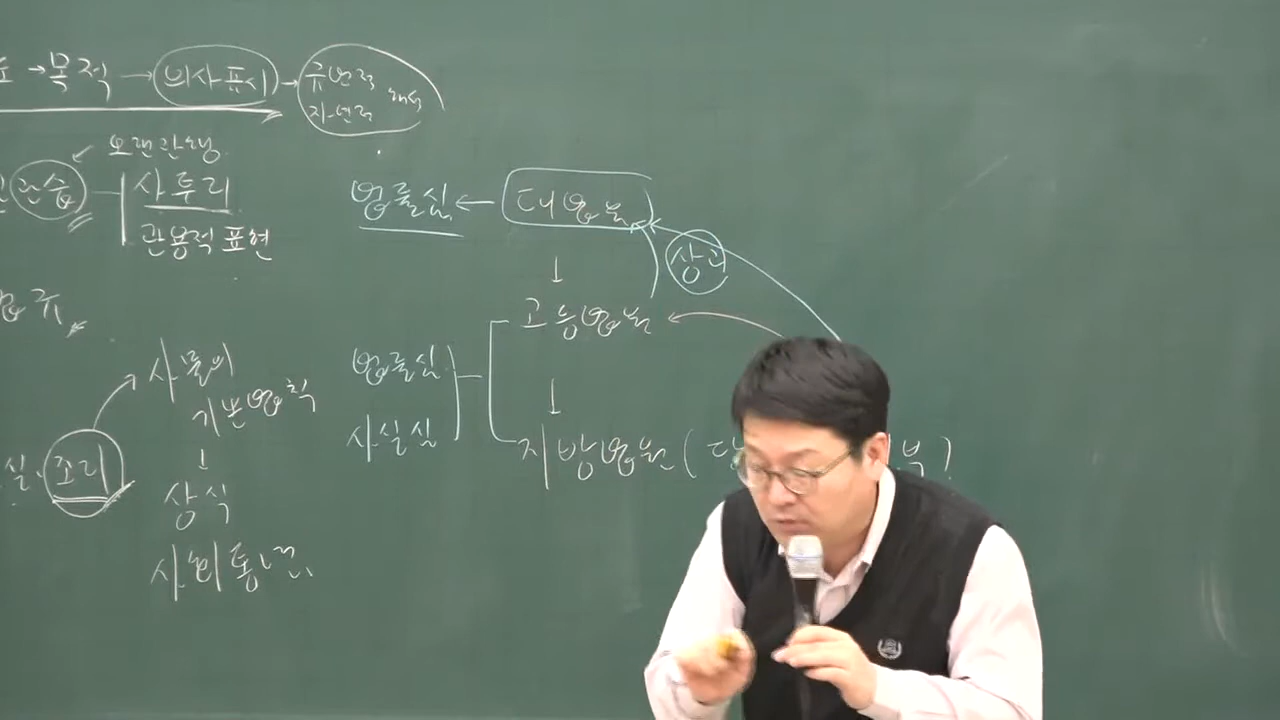 목적 → 의사표시 → 규범적
자연적 해석
오랜관행
관습 사투리
관용적 표현
법률심 ← 대법원
상고
↓
고등법원
법률심
↓
사실심
지방법원(
부)
조리
사물의
기본법칙
↓
상식
사회통념